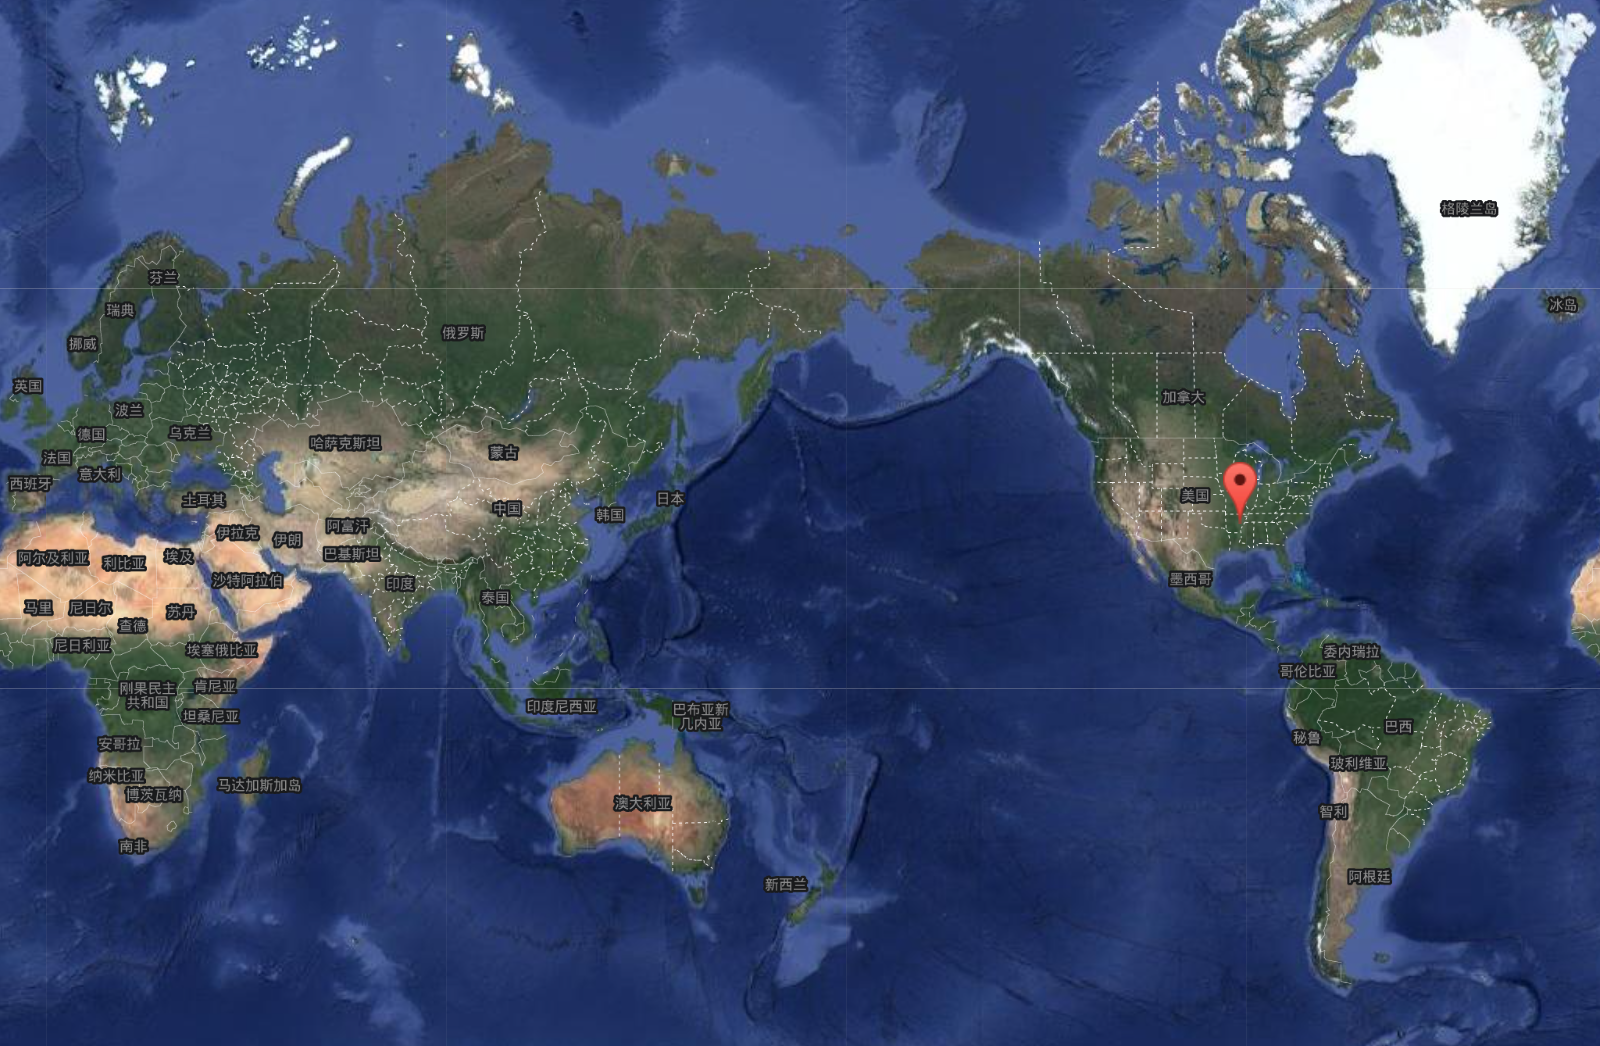 格陵兰岛
芬兰
冰岛
瑞典
俄罗斯
挪威
英国
加拿大
波兰
德国
乌克兰
哈萨克斯坦
蒙古
法国
意大利
西班牙
土耳其
美国
日本
中国
韩国
阿富汗
伊拉克
伊朗
巴基斯坦
阿尔及利亚
利比亚
埃及
沙特阿拉伯
印度
墨西哥
泰国
马里
尼日尔
苏丹
查德
尼日利亚
埃塞俄比亚
委内瑞拉
哥伦比亚
肯尼亚
刚果民主
共和国
印度尼西亚
巴布亚新
几内亚
坦桑尼亚
巴西
秘鲁
安哥拉
玻利维亚
纳米比亚
马达加斯加岛
博茨瓦纳
澳大利亚
智利
南非
阿根廷
新西兰